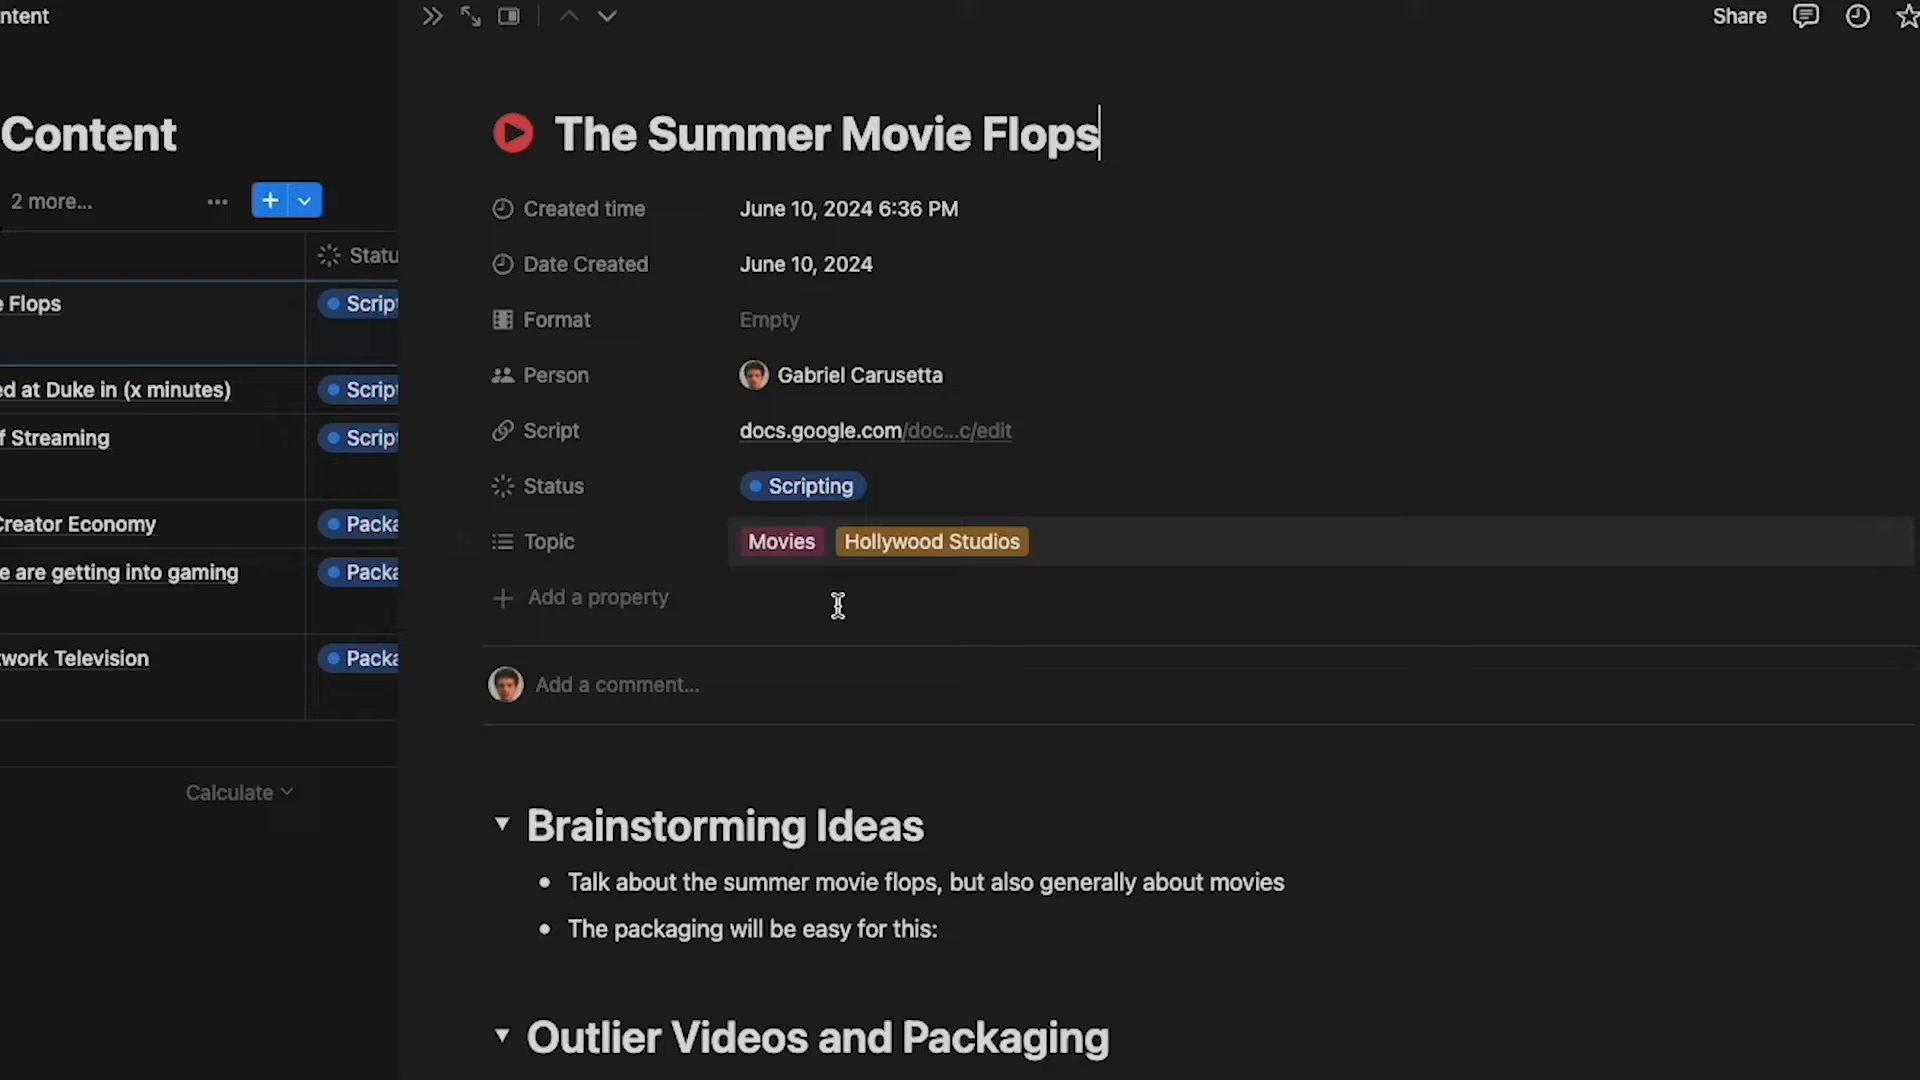 ntent
Share
Content
2 more...
Statu
e Flops
Script
ed at Duke in (x minutes)
Script
f Streaming
Script
Creator Economy
Packa
e are getting into gaming
Packa
twork Television
Packa
Calculate
The Summer Movie Flops
Created time
June 10, 2024 6:36 PM
Date Created
June 10, 2024
Format
Empty
Person
Gabriel Carusetta
Script
docs.google.com/doc...c/edit
Status
Scripting
Topic
Movies Hollywood Studios
Add a property
Add a comment...
Brainstorming Ideas
Talk about the summer movie flops, but also generally about movies
The packaging will be easy for this:
Outlier Videos and Packaging